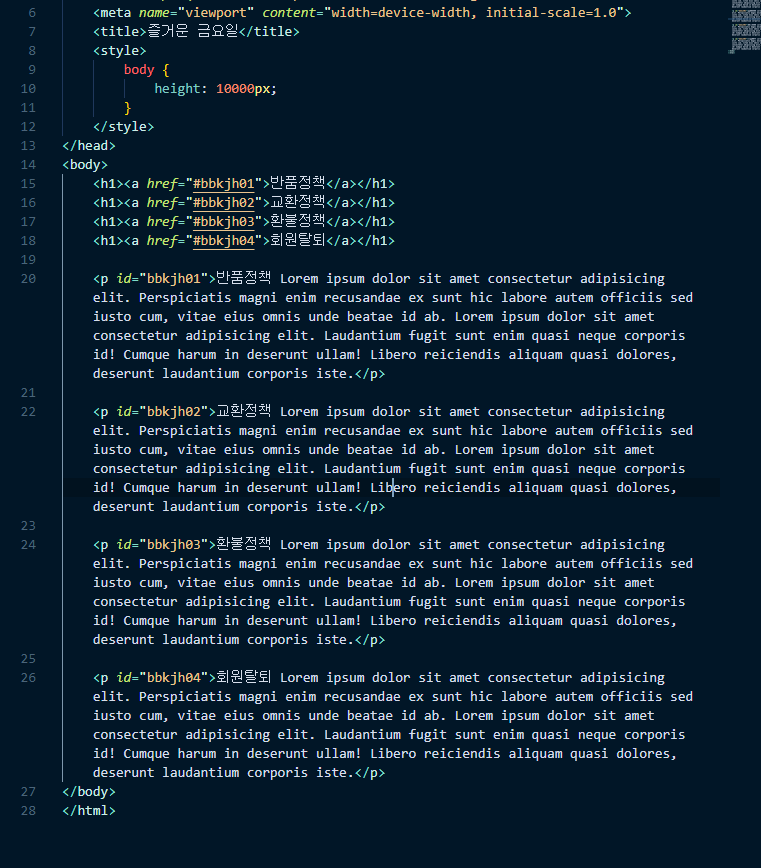 6 <meta name="viewport" content="width=device-width, initial-scale=1.0">
7 <title>즐거운 금요일</title>
8 <style>
9 body {
10 height: 10000px;
11 }
12 </style>
13 </head>
14 <body>
15 <h1><a href="#bbkjh01">반품정책</a></h1>
16 <h1><a href="#bbkjh02">교환정책</a></h1>
17 <h1><a href="#bbkjh03">환불정책</a></h1>
18 <h1><a href="#bbkjh04">회원탈퇴</a></h1>
19
20 <p id="bbkjh01">반품정책 Lorem ipsum dolor sit amet consectetur adipisicing
elit. Perspiciatis magni enim recusandae ex sunt hic labore autem officiis sed
iusto cum, vitae eius omnis unde beatae id ab. Lorem ipsum dolor sit amet
consectetur adipisicing elit. Laudantium fugit sunt enim quasi neque corporis
id! Cumque harum in deserunt ullam! Libero reiciendis aliquam quasi dolores,
deserunt laudantium corporis iste.</p>
21
22 <p id="bbkjh02">교환정책 Lorem ipsum dolor sit amet consectetur adipisicing
elit. Perspiciatis magni enim recusandae ex sunt hic labore autem officiis sed
iusto cum, vitae eius omnis unde beatae id ab. Lorem ipsum dolor sit amet
consectetur adipisicing elit. Laudantium fugit sunt enim quasi neque corporis
id! Cumque harum in deserunt ullam! Libero reiciendis aliquam quasi dolores,
deserunt laudantium corporis iste.</p>
23
24 <p id="bbkjh03">환불정책 Lorem ipsum dolor sit amet consectetur adipisicing
elit. Perspiciatis magni enim recusandae ex sunt hic labore autem officiis sed
iusto cum, vitae eius omnis unde beatae id ab. Lorem ipsum dolor sit amet
consectetur adipisicing elit. Laudantium fugit sunt enim quasi neque corporis
id! Cumque harum in deserunt ullam! Libero reiciendis aliquam quasi dolores,
deserunt laudantium corporis iste.</p>
25
26 <p id="bbkjh04">회원탈퇴 Lorem ipsum dolor sit amet consectetur adipisicing
elit. Perspiciatis magni enim recusandae ex sunt hic labore autem officiis sed
iusto cum, vitae eius omnis unde beatae id ab. Lorem ipsum dolor sit amet
consectetur adipisicing elit. Laudantium fugit sunt enim quasi neque corporis
id! Cumque harum in deserunt ullam! Libero reiciendis aliquam quasi dolores,
deserunt laudantium corporis iste.</p>
27 </body>
28 </html>